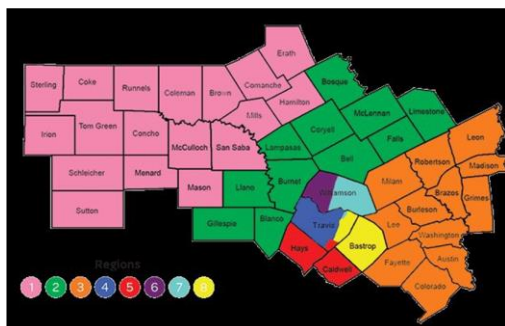 Erath
Sterling
Coke
Runnels
Coleman
Brown
Comanche
Bosque
Hamilton
Mills
McLennan
Limestone
Irion
Tom Green
Concho
McCulloch
San Saba
Lampasas
Coryell
Falls
Leon
Bell
Robertson
Madison
Schleicher
Menard
Mason
Llano
Burnet
Williamson
Milam
Brazos
Grimes
Sutton
Gillespie
Blanco
Travis
Lee
Burleson
Washington
Hays
Bastrop
Caldwell
Fayette
Austin
Colorado
Regions
1 2 3 4 5 6 7 8